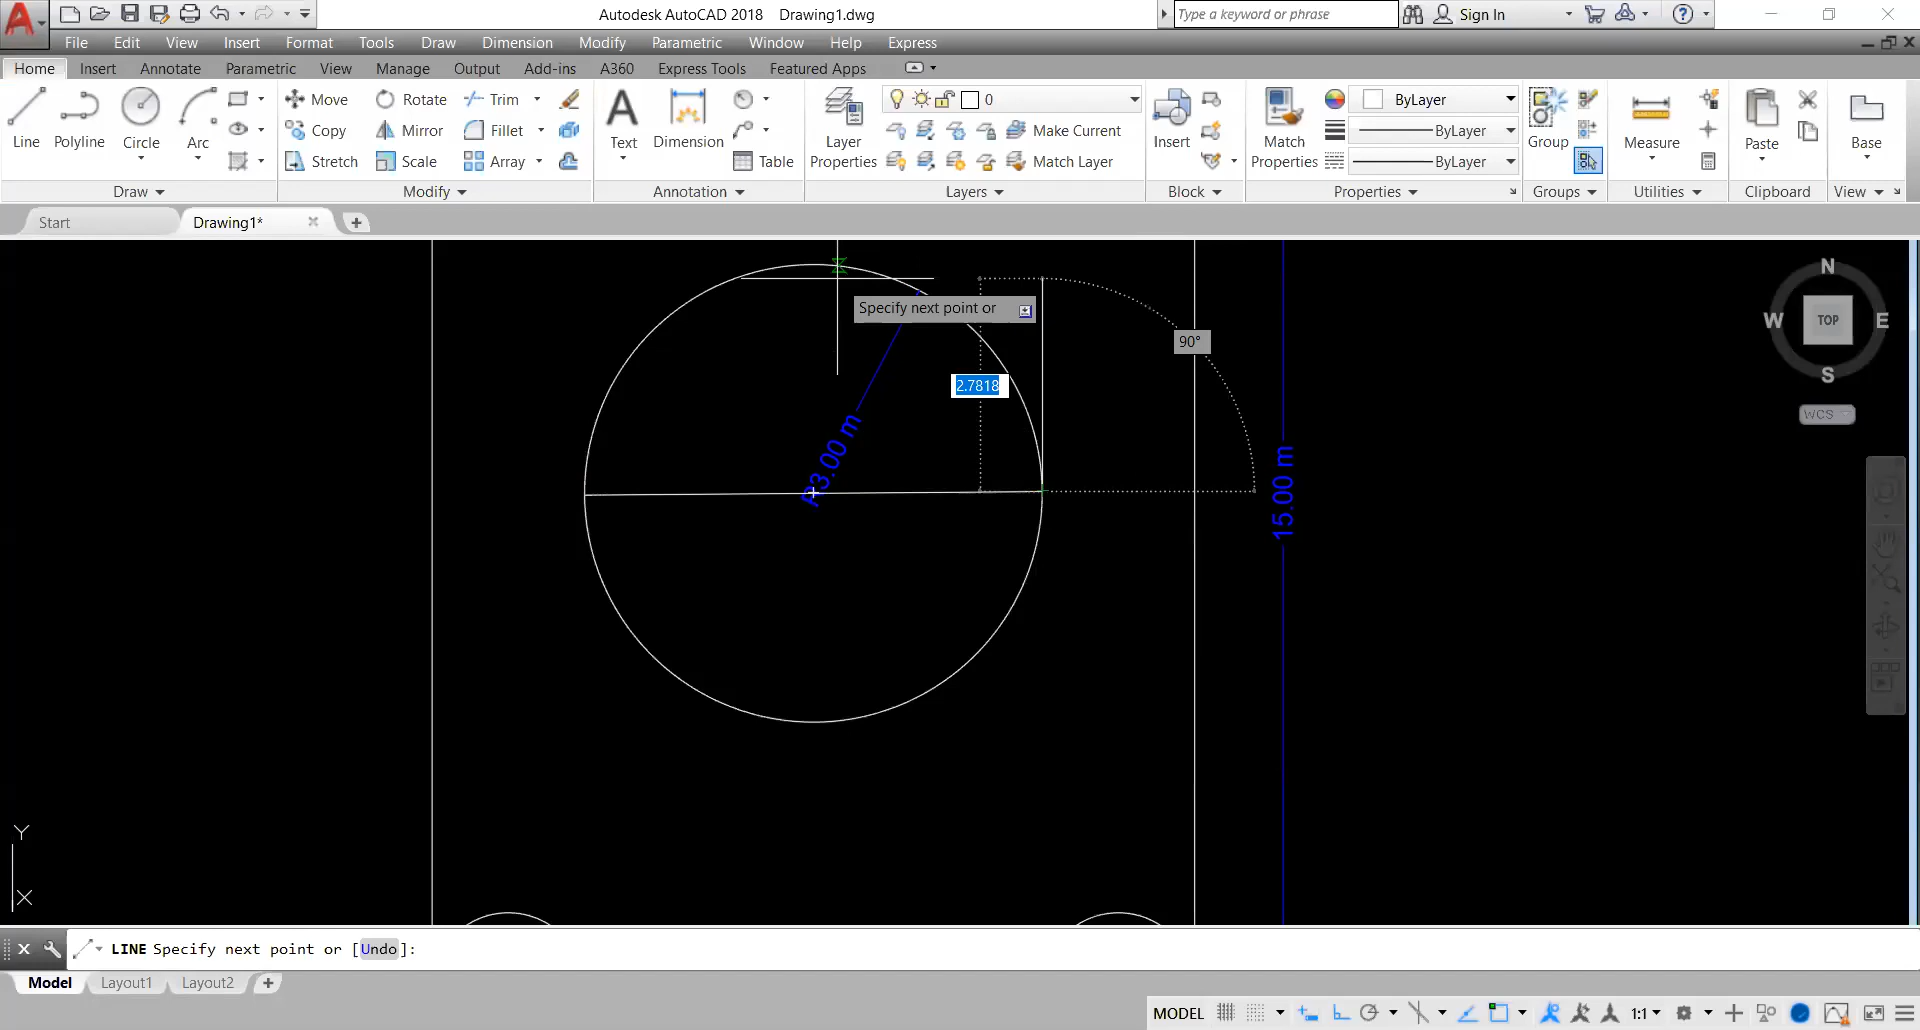 Autodesk AutoCAD 2018 Drawing1.dwg
Type a keyword or phrase
Sign In
File Edit View Insert Format Tools Draw Dimension Modify Parametric Window Help Express
Home Insert Annotate Parametric View Manage Output Add-ins A360 Express Tools Featured Apps
Line Polyline Circle Arc
Move Rotate Trim
Copy Mirror Fillet
Stretch Scale Array
Text Dimension Table
Layer Properties
0
Make Current
Match Layer
Insert
Match Properties
ByLayer
ByLayer
ByLayer
Group
Measure
Paste
Base
Draw Modify Annotation Layers Block Properties Groups Utilities Clipboard View
Start Drawing1*
N
W TOP E
S
WCS
Specify next point or
90°
2.7818
R3.00 m
15.00 m
Y
X
LINE Specify next point or [Undo]:
Model Layout1 Layout2
MODEL 1:1